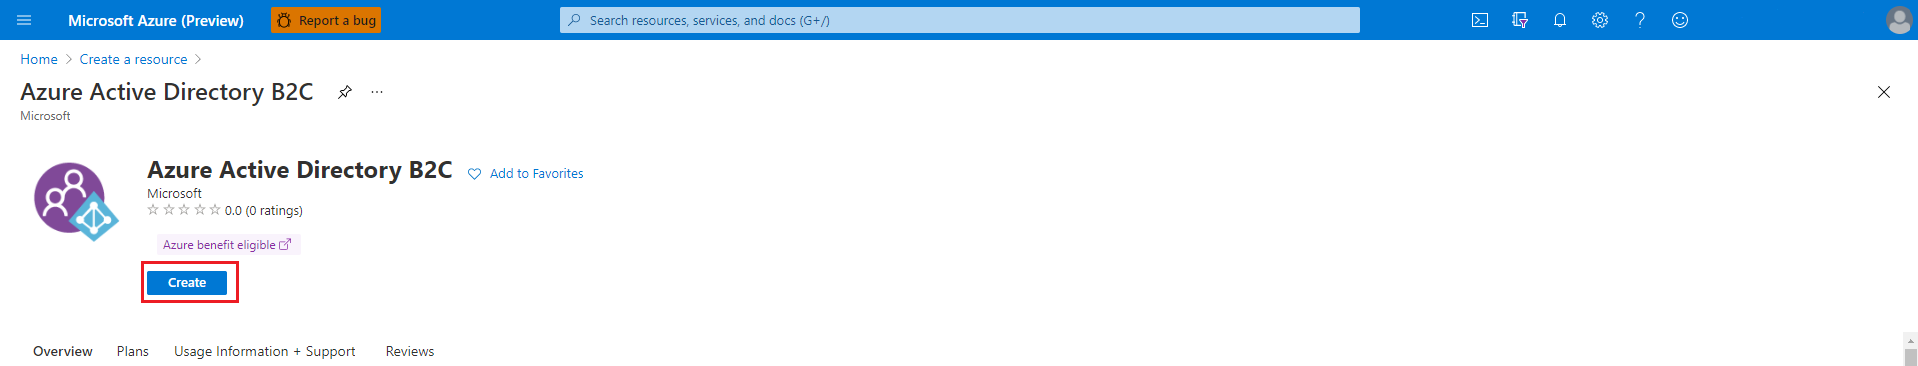 Microsoft Azure (Preview) Report a bug Search resources, services, and docs (G+/)
Home > Create a resource >
Azure Active Directory B2C ...
Microsoft
Azure Active Directory B2C Add to Favorites
Microsoft
0.0 (0 ratings)
Azure benefit eligible
Create
Overview Plans Usage Information + Support Reviews